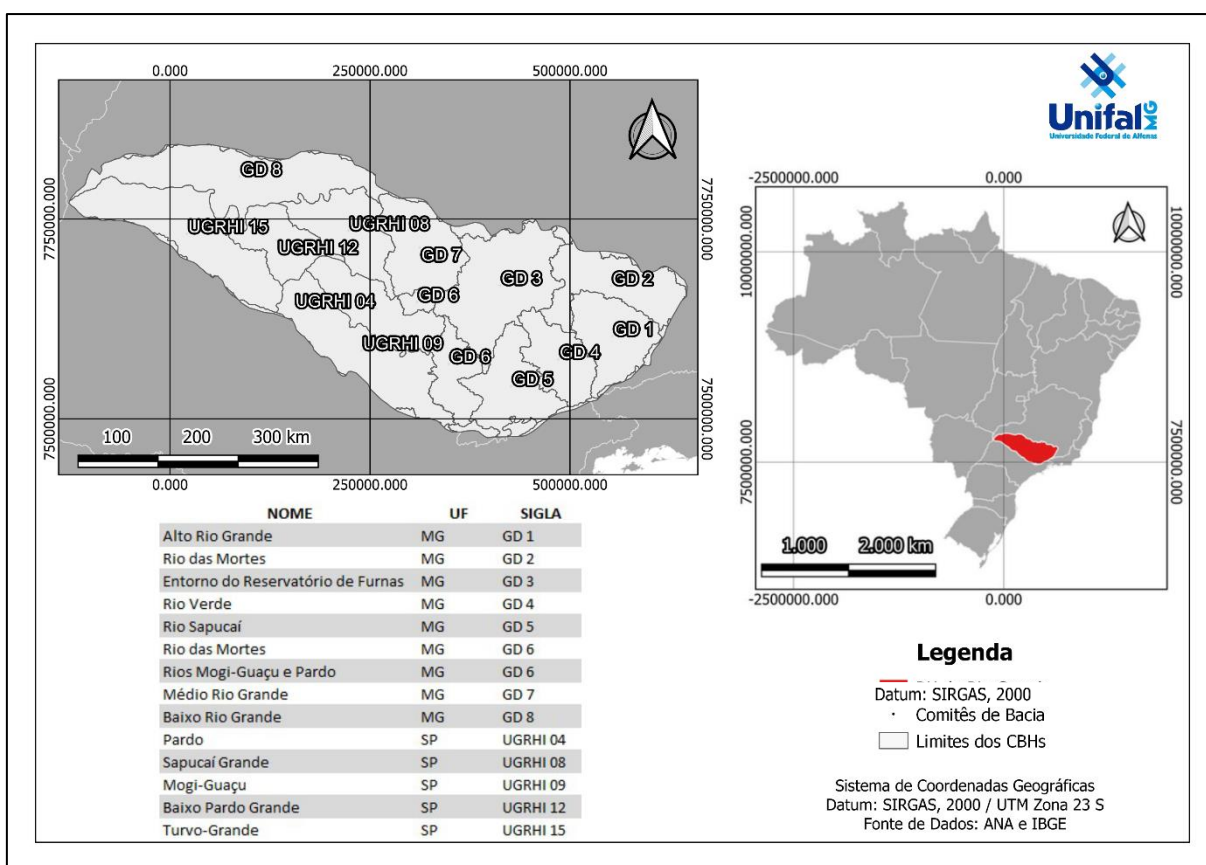 Unifal MG
Universidade Federal de Alfenas
0.000 250000.000 500000.000
7750000.000
7500000.000
7750000.000
7500000.000
GD 8
UGRHI 15
UGRHI 08
UGRHI 12
GD 7
GD 3
GD 2
UGRHI 04
GD 6
GD 1
UGRHI 09
GD 6
GD 4
GD 5
100 200 300 km
0.000 250000.000 500000.000
-2500000.000 0.000
10000000.000
7500000.000
10000000.000
7500000.000
1.000 2.000 km
-2500000.000 0.000
NOME UF SIGLA
Alto Rio Grande MG GD 1
Rio das Mortes MG GD 2
Entorno do Reservatório de Furnas MG GD 3
Rio Verde MG GD 4
Rio Sapucaí MG GD 5
Rio das Mortes MG GD 6
Rios Mogi-Guaçu e Pardo MG GD 6
Médio Rio Grande MG GD 7
Baixo Rio Grande MG GD 8
Pardo SP UGRHI 04
Sapucaí Grande SP UGRHI 08
Mogi-Guaçu SP UGRHI 09
Baixo Pardo Grande SP UGRHI 12
Turvo-Grande SP UGRHI 15
Legenda
Datum: SIRGAS, 2000
Comitês de Bacia
Limites dos CBHs
Sistema de Coordenadas Geográficas
Datum: SIRGAS, 2000 / UTM Zona 23 S
Fonte de Dados: ANA e IBGE